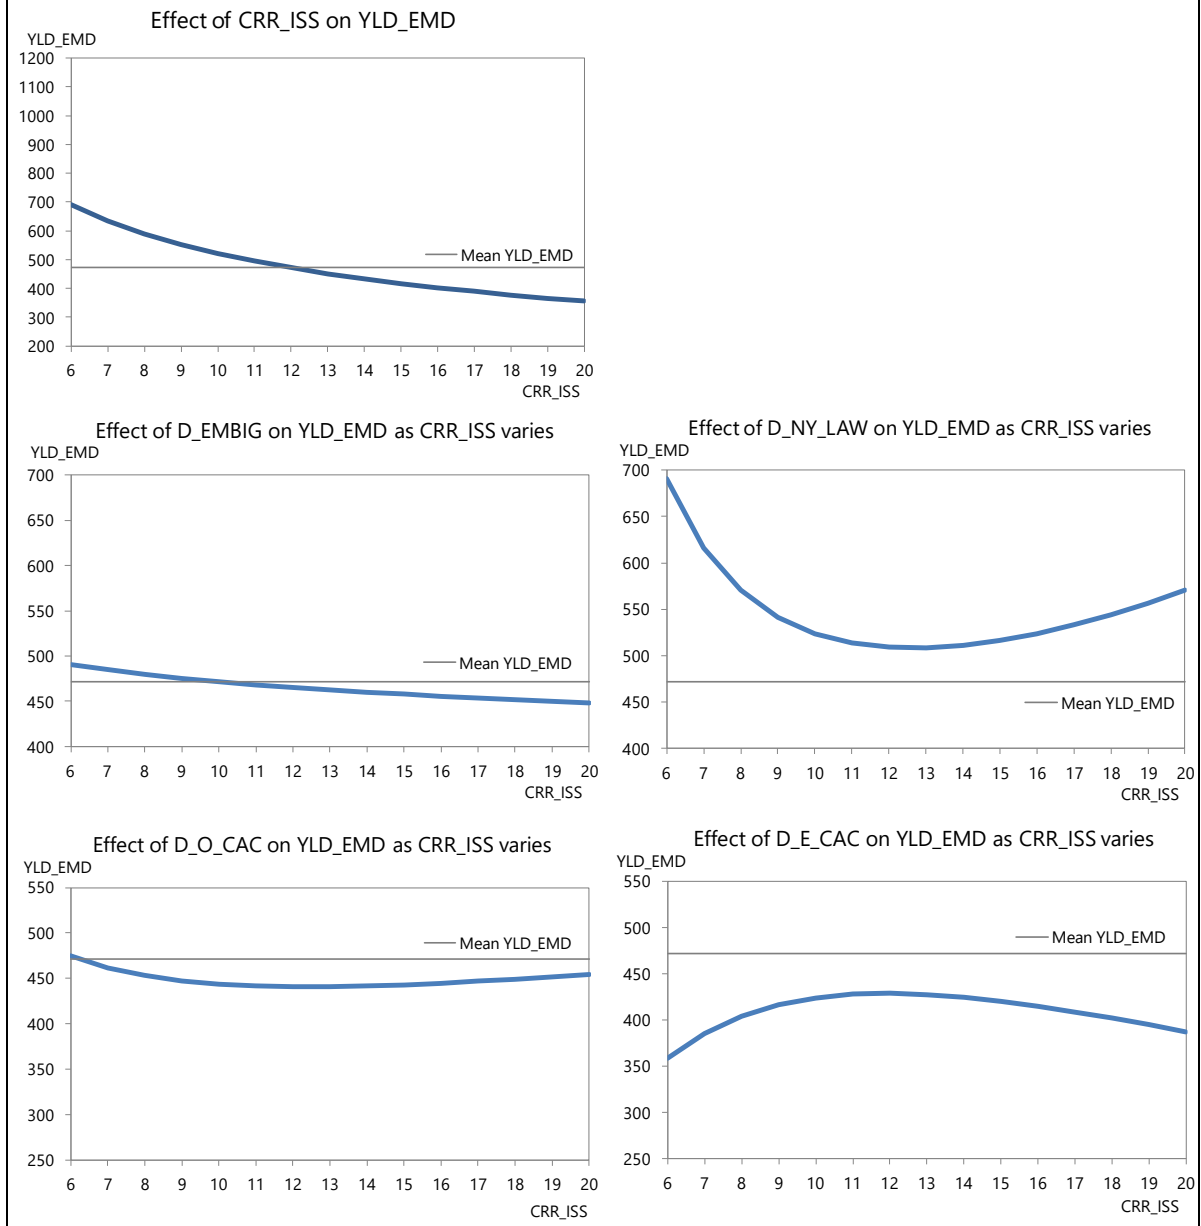 Effect of CRR_ISS on YLD_EMD
YLD_EMD
1200
1100
1000
900
800
700
600
500
400
300
200
Mean YLD_EMD
6 7 8 9 10 11 12 13 14 15 16 17 18 19 20
CRR_ISS
Effect of D_EMBIG on YLD_EMD as CRR_ISS varies
YLD_EMD
700
650
600
550
500
450
400
Mean YLD_EMD
6 7 8 9 10 11 12 13 14 15 16 17 18 19 20
CRR_ISS
Effect of D_NY_LAW on YLD_EMD as CRR_ISS varies
YLD_EMD
700
650
600
550
500
450
400
Mean YLD_EMD
6 7 8 9 10 11 12 13 14 15 16 17 18 19 20
CRR_ISS
Effect of D_O_CAC on YLD_EMD as CRR_ISS varies
YLD_EMD
550
500
450
400
350
300
250
Mean YLD_EMD
6 7 8 9 10 11 12 13 14 15 16 17 18 19 20
CRR_ISS
Effect of D_E_CAC on YLD_EMD as CRR_ISS varies
YLD_EMD
550
500
450
400
350
300
250
Mean YLD_EMD
6 7 8 9 10 11 12 13 14 15 16 17 18 19 20
CRR_ISS